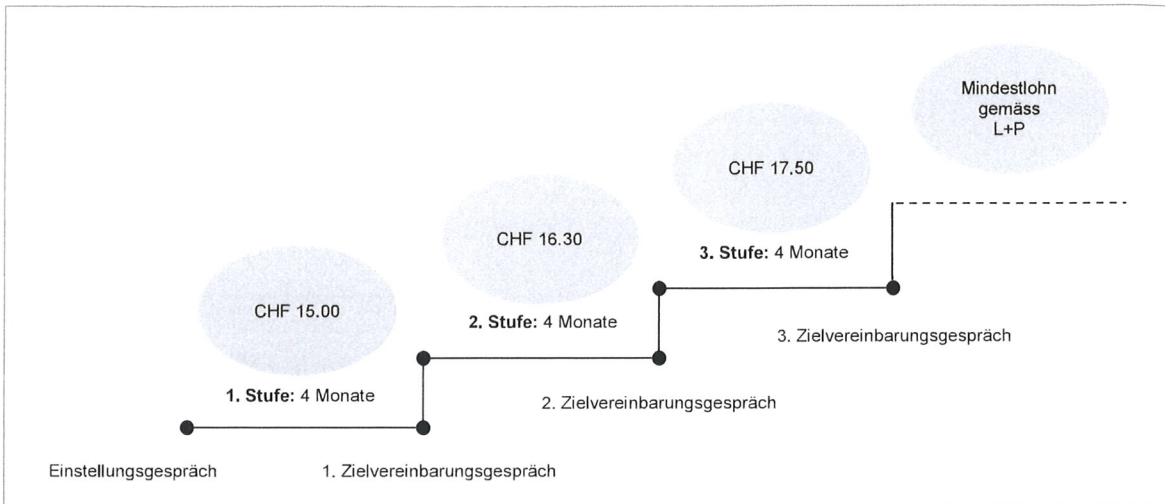 Mindestlohn
gemäss
L+P
CHF 17.50
3. Stufe: 4 Monate
CHF 16.30
2. Stufe: 4 Monate
3. Zielvereinbarungsgespräch
CHF 15.00
1. Stufe: 4 Monate
2. Zielvereinbarungsgespräch
Einstellungsgespräch
1. Zielvereinbarungsgespräch